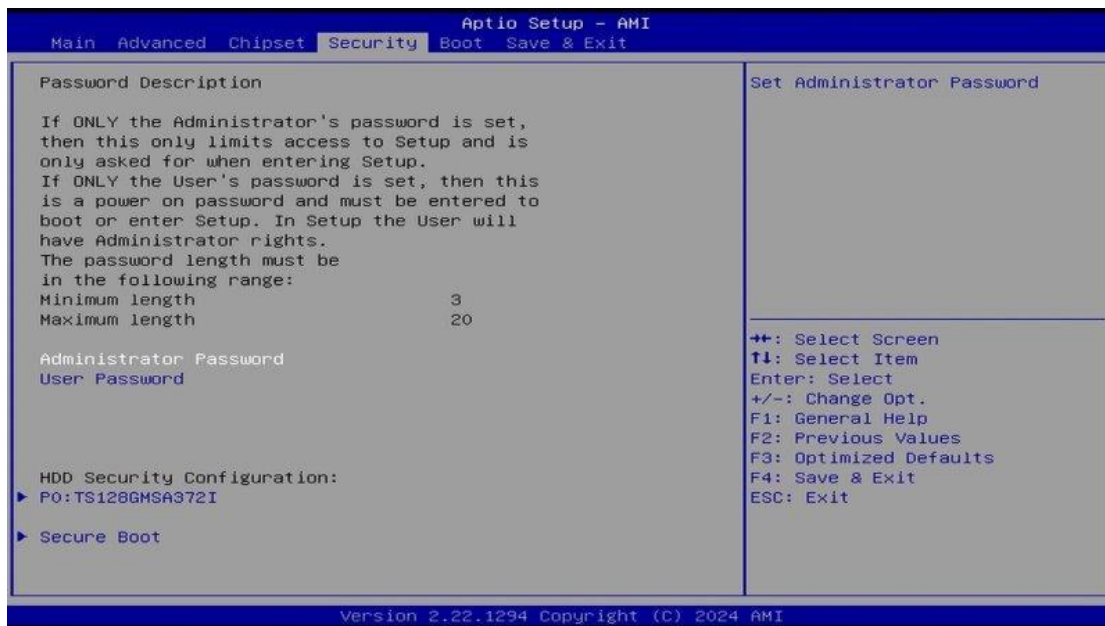 Aptio Setup – AMI
Main Advanced Chipset Security Boot Save & Exit
Password Description
If ONLY the Administrator's password is set,
then this only limits access to Setup and is
only asked for when entering Setup.
If ONLY the User's password is set, then this
is a power on password and must be entered to
boot or enter Setup. In Setup the User will
have Administrator rights.
The password length must be
in the following range:
Minimum length 3
Maximum length 20
Administrator Password
User Password
HDD Security Configuration:
P0:TS128GMSA372I
Secure Boot
Set Administrator Password
→←: Select Screen
↑↓: Select Item
Enter: Select
+/-: Change Opt.
F1: General Help
F2: Previous Values
F3: Optimized Defaults
F4: Save & Exit
ESC: Exit
Version 2.22.1294 Copyright (C) 2024 AMI